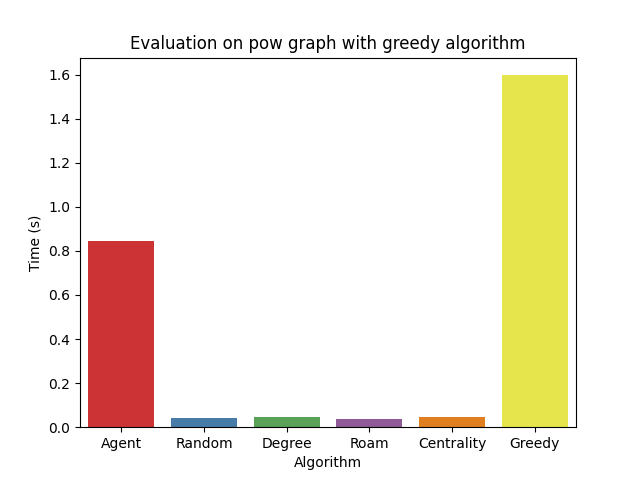 Evaluation on pow graph with greedy algorithm
Time (s)
1.6
1.4
1.2
1.0
0.8
0.6
0.4
0.2
0.0
Agent Random Degree Roam Centrality Greedy
Algorithm